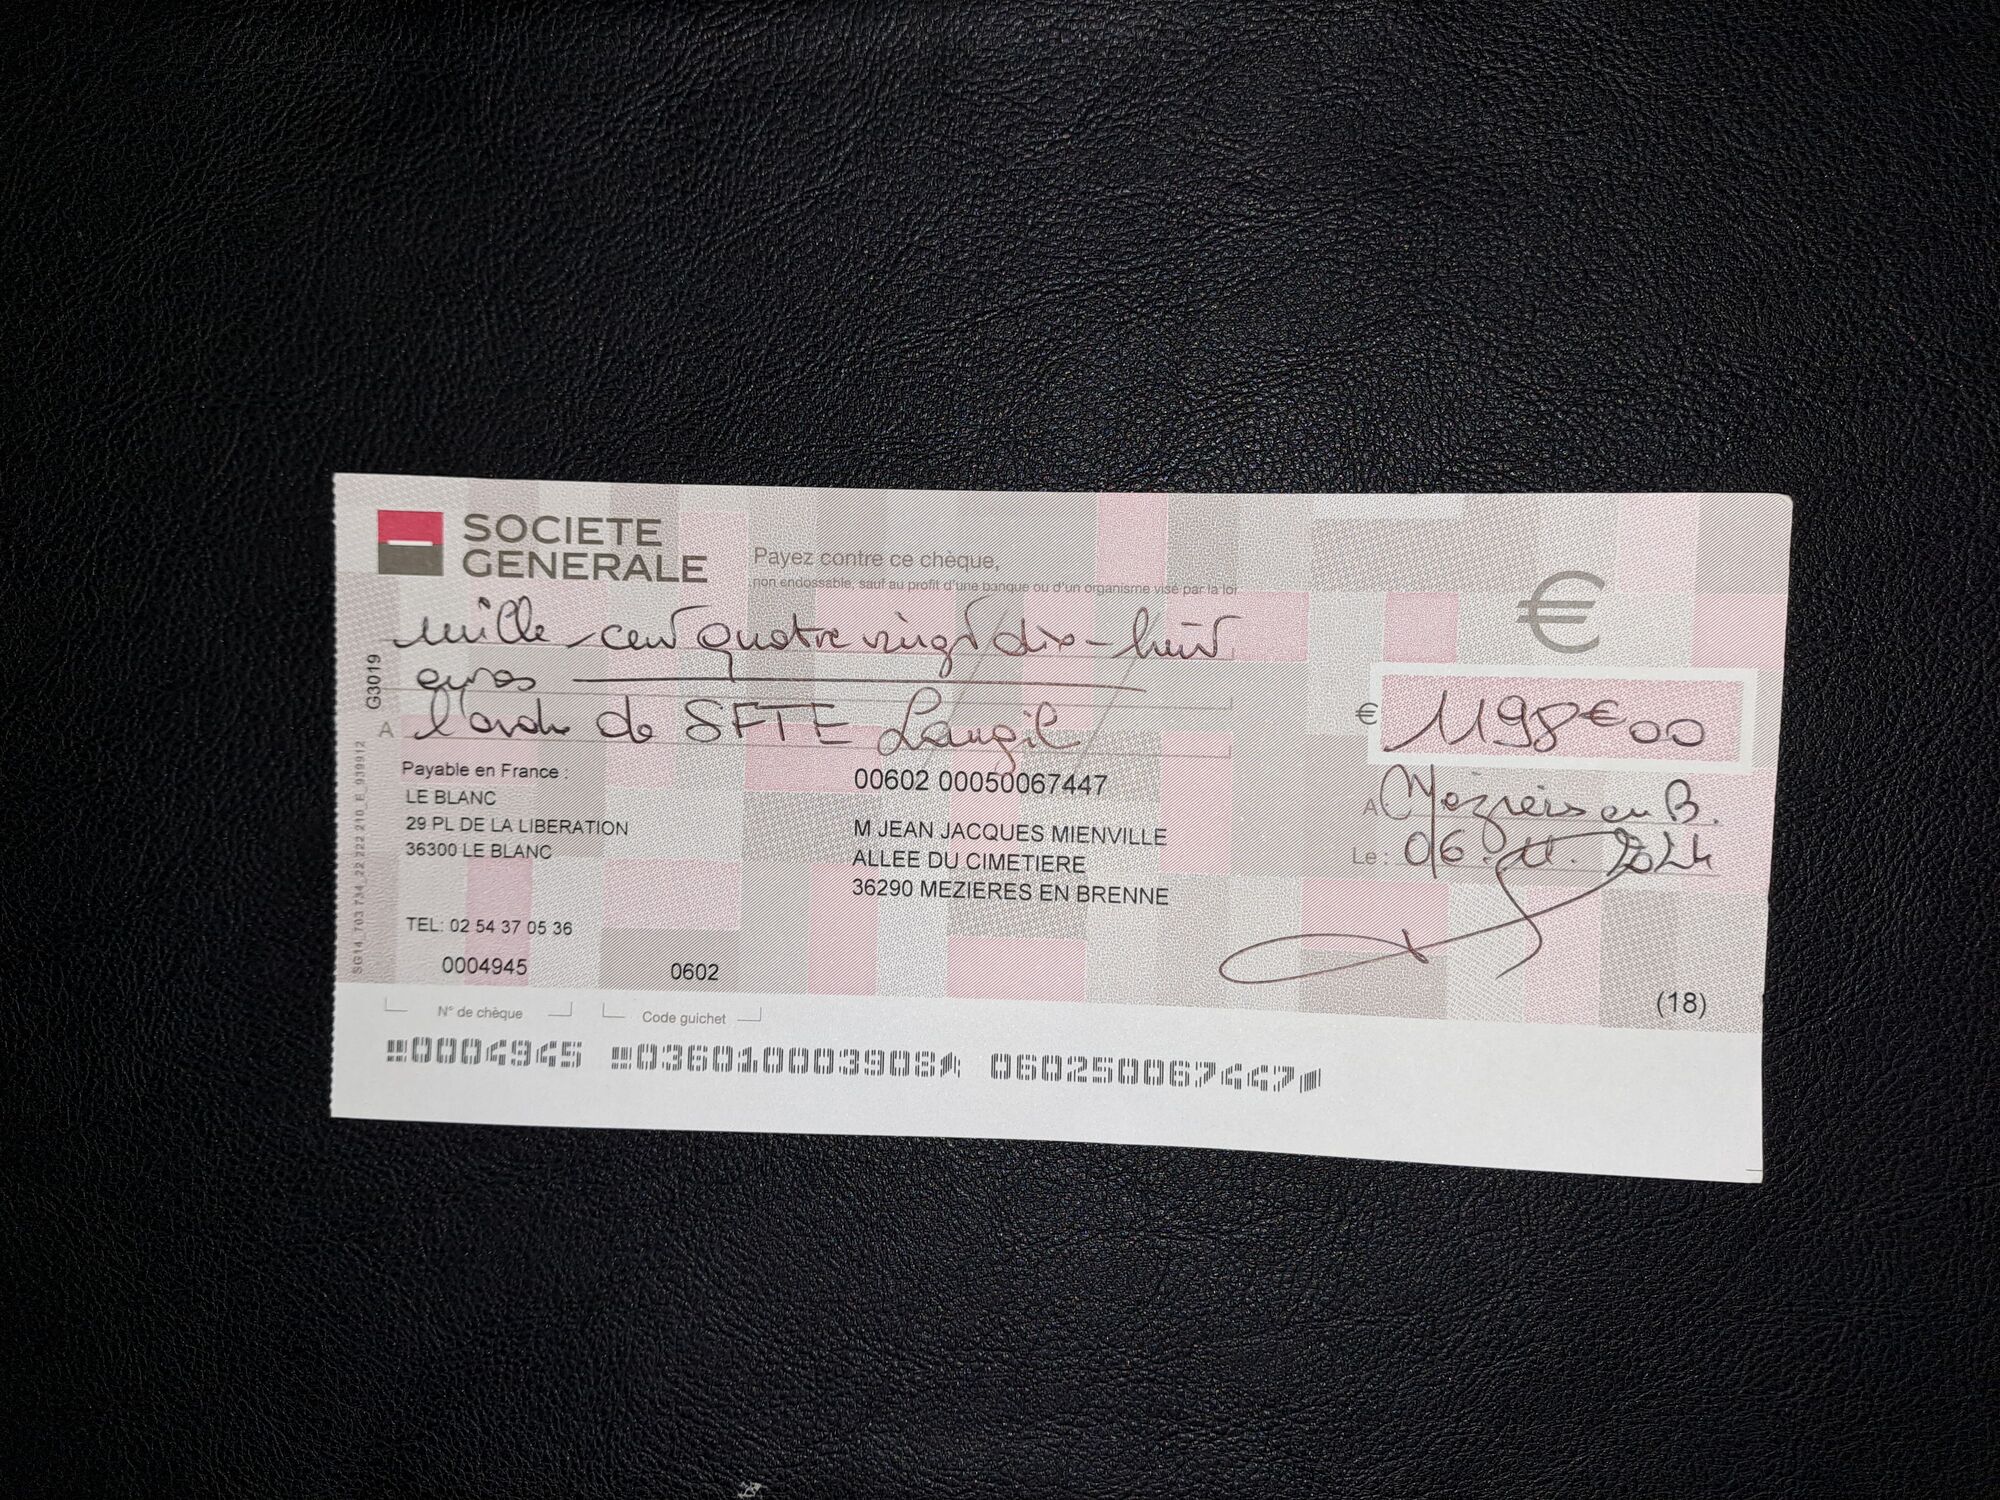 SOCIETE
GENERALE
Payez contre ce chèque,
non endossable, sauf au profit d'une banque ou d'un organisme visé par la loi
€
mille cent quatre vingt dix-huit
euros
€ 1198€00
A l'ordre de SFTE Langil
Payable en France :
LE BLANC
29 PL DE LA LIBERATION
36300 LE BLANC
TEL: 02 54 37 05 36
00602 00050067447
M JEAN JACQUES MIENVILLE
ALLEE DU CIMETIERE
36290 MEZIERES EN BRENNE
A en B.
Le : 06.11.2024
0004945
0602
(18)
N° de chèque
Code guichet
0004945 036010003908 060250067447
G3019